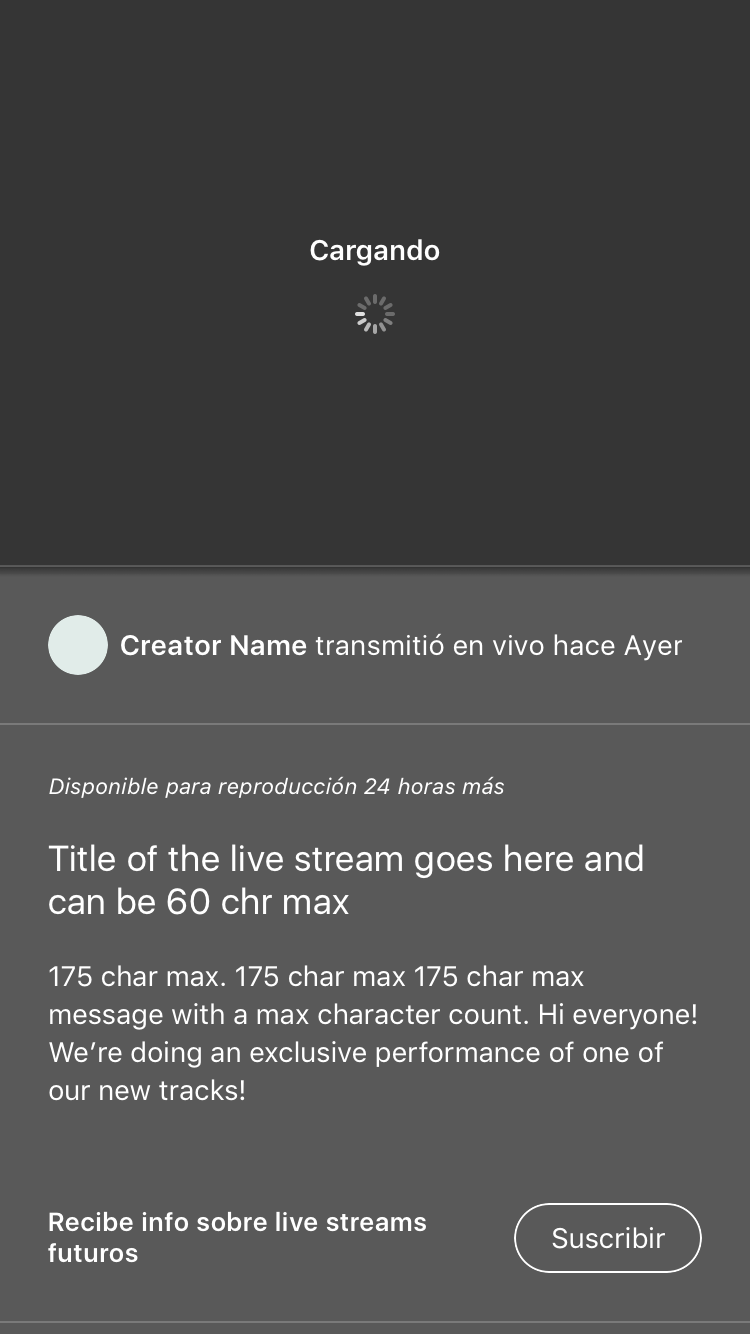 Cargando
Creator Name transmitió en vivo hace Ayer
Disponible para reproducción 24 horas más
Title of the live stream goes here and
can be 60 chr max
175 char max. 175 char max 175 char max
message with a max character count. Hi everyone!
We’re doing an exclusive performance of one of
our new tracks!
Recibe info sobre live streams
futuros
Suscribir